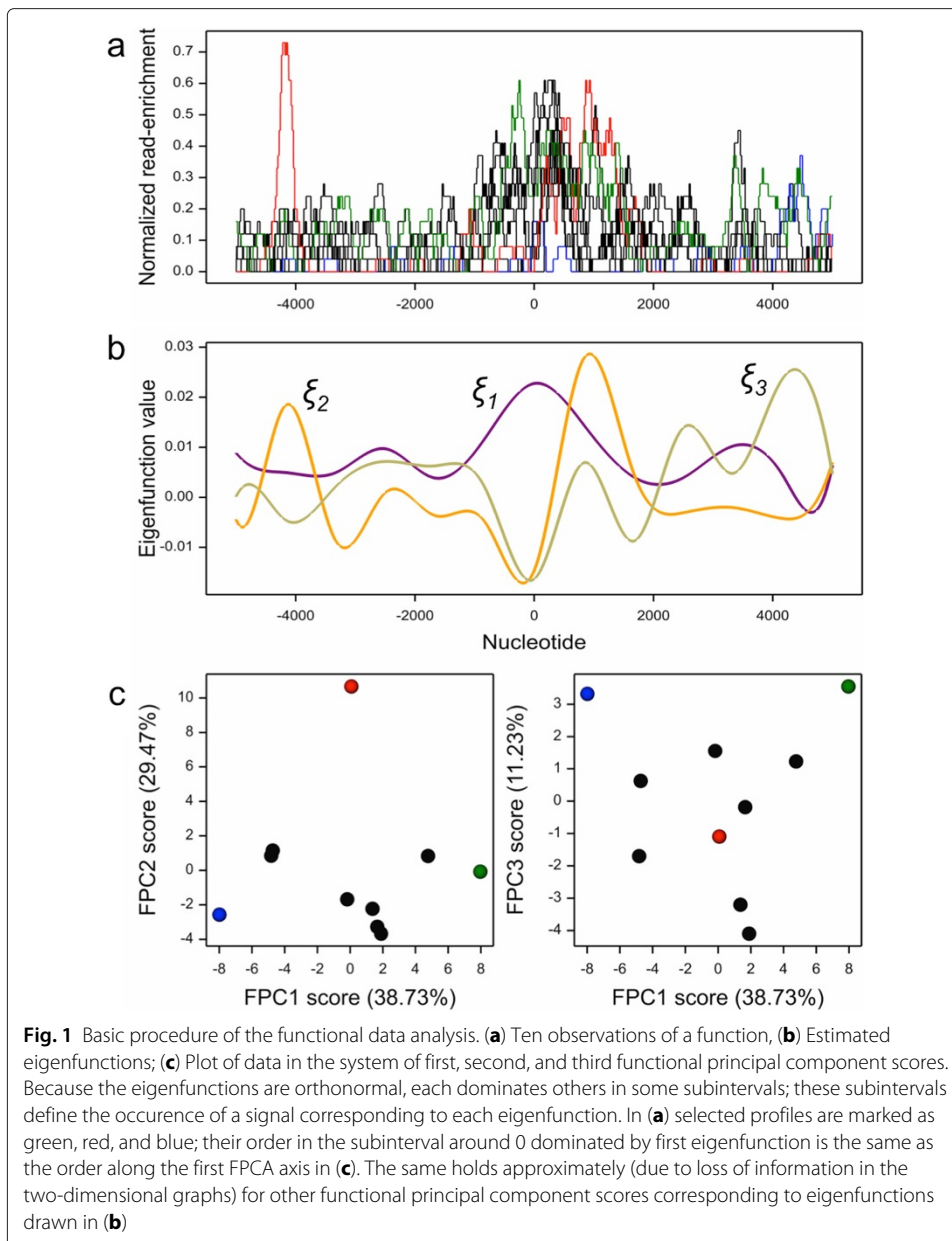 a
Normalized read-enrichment
0.7
0.6
0.5
0.4
0.3
0.2
0.1
0.0
-4000 -2000 0 2000 4000
b
Eigenfunction value
0.03
0.02
0.01
0.00
-0.01
ξ2 ξ1 ξ3
-4000 -2000 0 2000 4000
Nucleotide
c
FPC2 score (29.47%)
10
8
6
4
2
0
-2
-4
-8 -6 -4 -2 0 2 4 6 8
FPC1 score (38.73%)
FPC3 score (11.23%)
3
2
1
0
-1
-2
-3
-4
-8 -6 -4 -2 0 2 4 6 8
FPC1 score (38.73%)
Fig. 1 Basic procedure of the functional data analysis. (a) Ten observations of a function, (b) Estimated
eigenfunctions; (c) Plot of data in the system of first, second, and third functional principal component scores.
Because the eigenfunctions are orthonormal, each dominates others in some subintervals; these subintervals
define the occurence of a signal corresponding to each eigenfunction. In (a) selected profiles are marked as
green, red, and blue; their order in the subinterval around 0 dominated by first eigenfunction is the same as
the order along the first FPCA axis in (c). The same holds approximately (due to loss of information in the
two-dimensional graphs) for other functional principal component scores corresponding to eigenfunctions
drawn in (b)